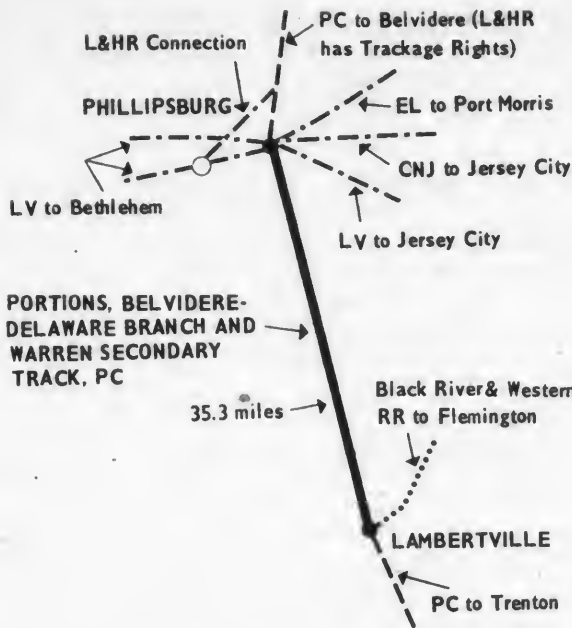 PC to Belvidere (L&HR
has Trackage Rights)
L&HR Connection
PHILLIPSBURG
EL to Port Morris
CNJ to Jersey City
LV to Bethlehem
LV to Jersey City
PORTIONS, BELVIDERE-
DELAWARE BRANCH AND
WARREN SECONDARY
TRACK, PC
35.3 miles
Black River & Western
RR to Flemington
LAMBERTVILLE
PC to Trenton